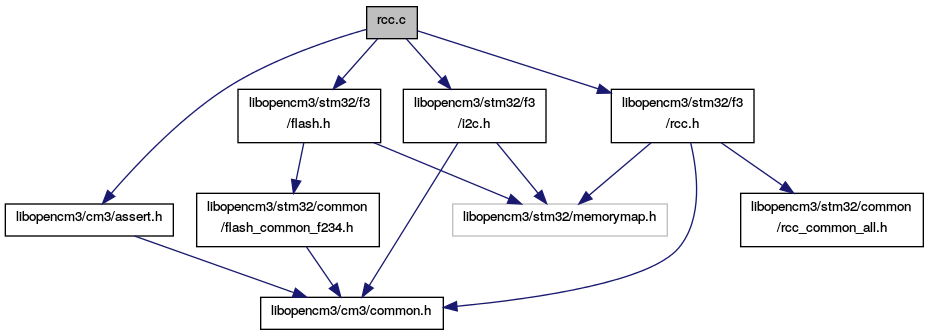 rcc.c
libopencm3/stm32/f3
/flash.h
libopencm3/stm32/f3
/i2c.h
libopencm3/stm32/f3
/rcc.h
libopencm3/cm3/assert.h
libopencm3/stm32/common
/flash_common_f234.h
libopencm3/stm32/memorymap.h
libopencm3/stm32/common
/rcc_common_all.h
libopencm3/cm3/common.h